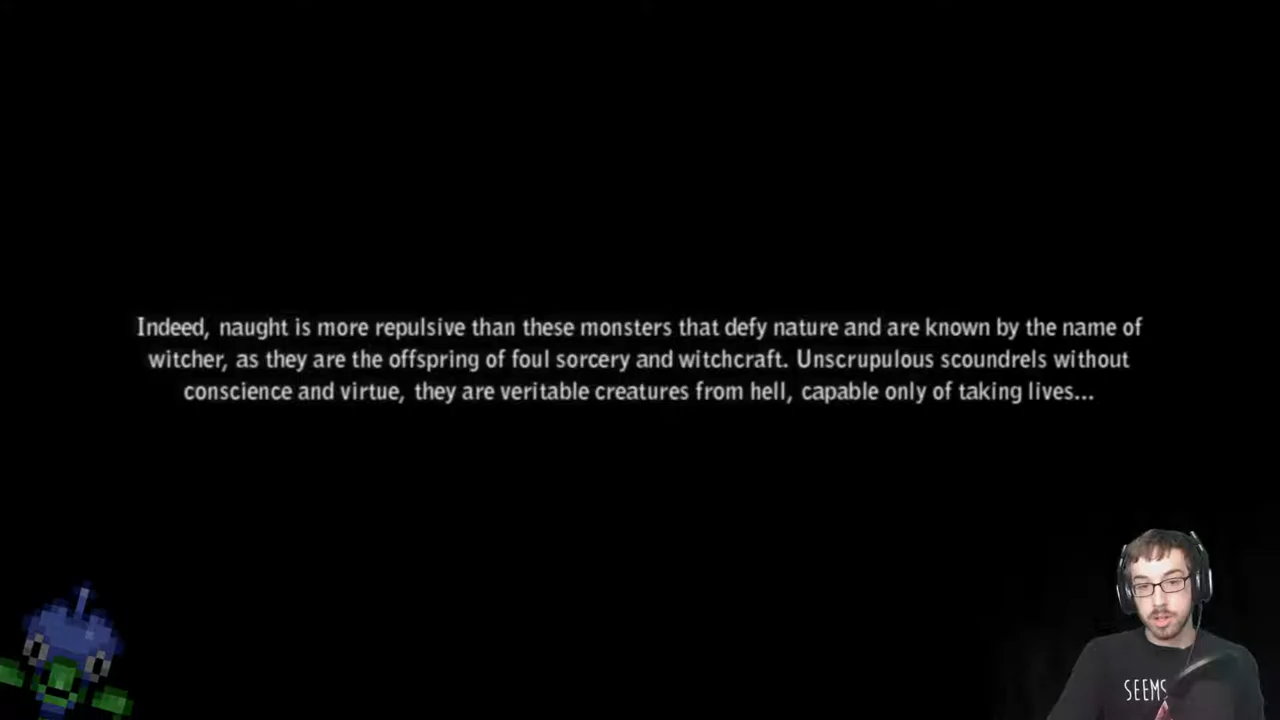 Indeed, naught is more repulsive than these monsters that defy nature and are known by the name of
witcher, as they are the offspring of foul sorcery and witchcraft. Unscrupulous scoundrels without
conscience and virtue, they are veritable creatures from hell, capable only of taking lives...
SEEMS